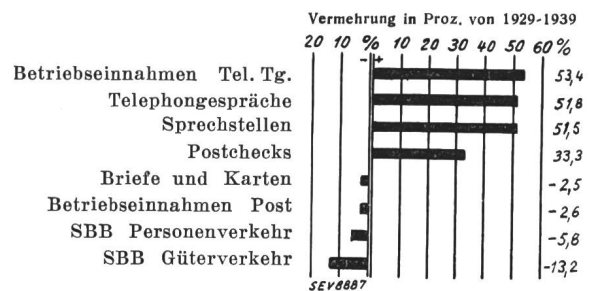 Vermehrung in Proz. von 1929-1939
20 10 % 10 20 30 40 50 60 %
- +
Betriebseinnahmen Tel. Tg. 53,4
Telephongespräche 51,8
Sprechstellen 51,5
Postchecks 33,3
Briefe und Karten -2,5
Betriebseinnahmen Post -2,6
SBB Personenverkehr -5,8
SBB Güterverkehr -13,2
SEV8887